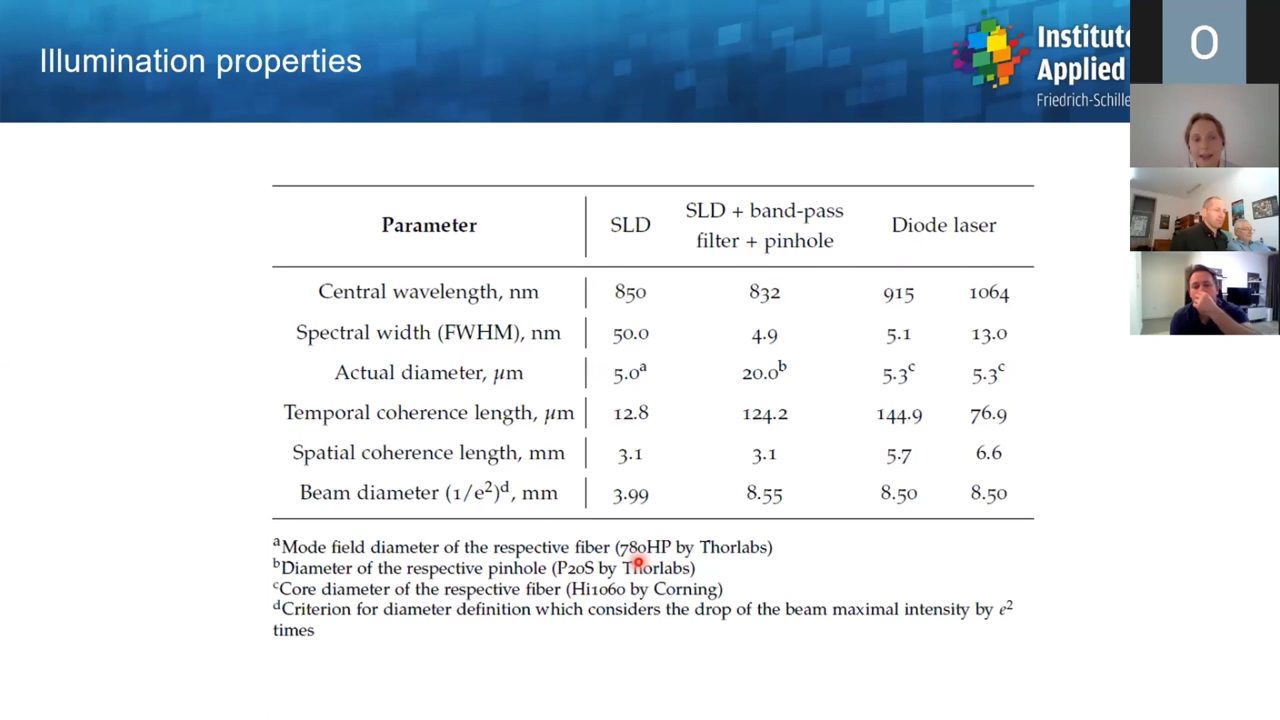 Illumination properties
Institute
Applied
Friedrich-Schille
O
Parameter SLD SLD + band-pass filter + pinhole Diode laser
Central wavelength, nm 850 832 915 1064
Spectral width (FWHM), nm 50.0 4.9 5.1 13.0
Actual diameter, μm 5.0ᵃ 20.0ᵇ 5.3ᶜ 5.3ᶜ
Temporal coherence length, μm 12.8 124.2 144.9 76.9
Spatial coherence length, mm 3.1 3.1 5.7 6.6
Beam diameter (1/e²)ᵈ, mm 3.99 8.55 8.50 8.50
ᵃMode field diameter of the respective fiber (780HP by Thorlabs)
ᵇDiameter of the respective pinhole (P20S by Thorlabs)
ᶜCore diameter of the respective fiber (Hi1060 by Corning)
ᵈCriterion for diameter definition which considers the drop of the beam maximal intensity by e²
times